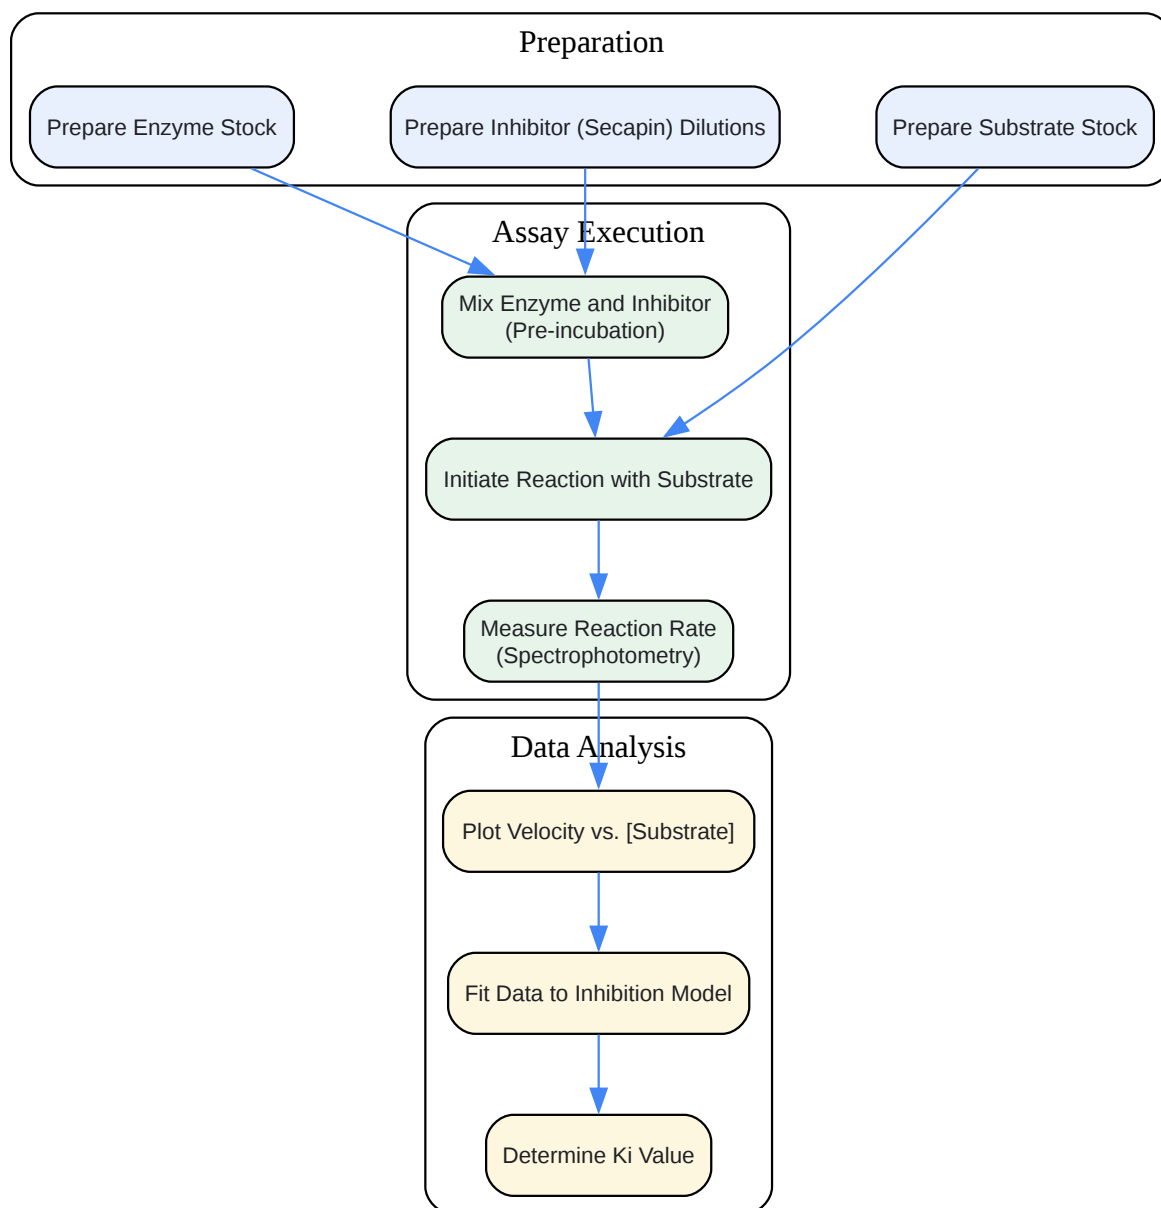 Preparation
Prepare Enzyme Stock
Prepare Inhibitor (Secapin) Dilutions
Prepare Substrate Stock
Assay Execution
Mix Enzyme and Inhibitor
(Pre-incubation)
Initiate Reaction with Substrate
Measure Reaction Rate
(Spectrophotometry)
Data Analysis
Plot Velocity vs. [Substrate]
Fit Data to Inhibition Model
Determine Ki Value